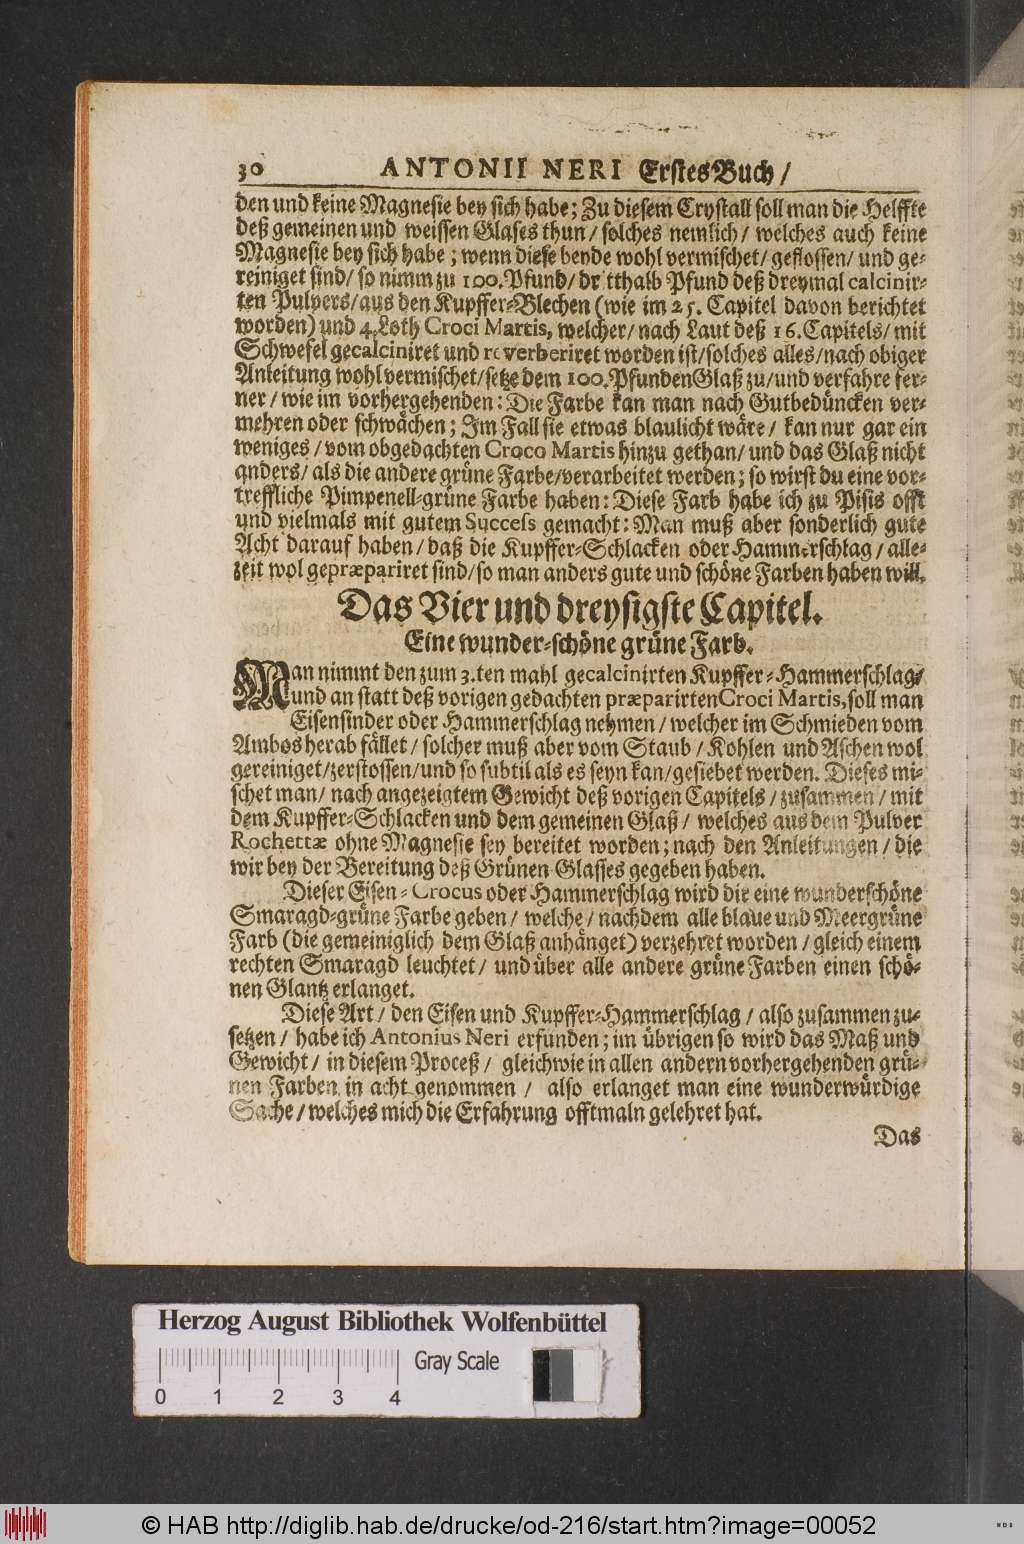 30 ANTONII NERI Erstes Buch /
den und keine Magnesie bey sich habe; Zu diesem Crystall soll man die Helffte
deß gemeinen und weissen Glases thun / solches nemlich / welches auch keine
Magnesie bey sich habe; wenn diese beyde wohl vermischet / geflossen / und ge-
reiniget sind / so nimm zu 100. Pfund / dritthalb Pfund deß dreymal calcinir-
ten Pulvers / aus den Kupffer-Blechen (wie im 25. Capitel davon berichtet
worden) und 4. Loth Croci Martis, welcher / nach Laut deß 16. Capitels / mit
Schwefel gecalciniret und reverberiret worden ist / solches alles / nach obiger
Anleitung wohl vermischet / setze dem 100. Pfunden Glaß zu / und verfahre fer-
ner / wie im vorhergehenden: Die Farbe kan man nach Gutbedüncken ver-
mehren oder schwächen; Im Fall sie etwas blaulicht wäre / kan nur gar ein
weniges / vom obgedachten Croco Martis hinzu gethan / und das Glaß nicht
anders / als die andere grüne Farbe / verarbeitet werden; so wirst du eine vor-
treffliche Pimpenell-grüne Farbe haben: Diese Farb habe ich zu Pisis offt
und vielmals mit gutem Success gemacht: Man muß aber sonderlich gute
Acht darauf haben / daß die Kupffer-Schlacken oder Hammerschlag / alle-
zeit wol gepræpariret sind / so man anders gute und schöne Farben haben will.
Das Vier und dreysigste Capitel.
Eine wunder-schöne grüne Farb.
Man nimmt den zum 3.ten mahl gecalcinirten Kupffer-Hammerschlag /
und an statt deß vorigen gedachten præparirten Croci Martis, soll man
Eisensinder oder Hammerschlag nehmen / welcher im Schmieden vom
Ambos herab fället / solcher muß aber vom Staub / Kohlen und Aschen wol
gereiniget / zerstossen / und so subtil als es seyn kan / gesiebet werden. Dieses mi-
schet man / nach angezeigtem Gewicht deß vorigen Capitels / zusammen / mit
dem Kupffer-Schlacken und dem gemeinen Glaß / welches aus dem Pulver
Rochettæ ohne Magnesie sey bereitet worden; nach den Anleitungen / die
wir bey der Bereitung deß Grünen Glasses gegeben haben.
Dieser Eisen-Crocus oder Hammerschlag wird dir eine wunderschöne
Smaragd-grüne Farbe geben / welche / nachdem alle blaue und Meergrüne
Farb (die gemeiniglich dem Glaß anhänget) verzehret worden / gleich einem
rechten Smaragd leuchtet / und über alle andere grüne Farben einen schö-
nen Glantz erlanget.
Diese Art / den Eisen und Kupffer-Hammerschlag / also zusammen zu-
setzen / habe ich Antonius Neri erfunden; im übrigen so wird das Maß und
Gewicht / in diesem Proceß / gleichwie in allen andern vorhergehenden grü-
nen Farben in acht genommen / also erlanget man eine wunderwürdige
Sache / welches mich die Erfahrung offtmaln gelehret hat.
Das
Herzog August Bibliothek Wolfenbüttel
Gray Scale
0 1 2 3 4
© HAB http://diglib.hab.de/drucke/od-216/start.htm?image=00052